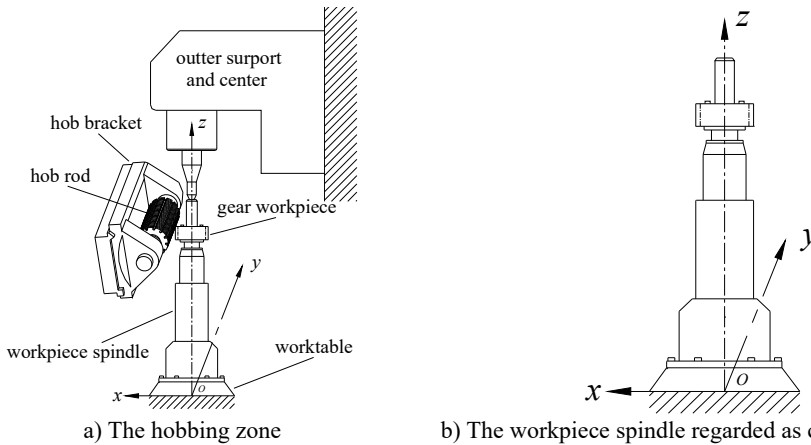 outter surport
and center
z
hob bracket
hob rod
gear workpiece
y
workpiece spindle
worktable
x
O
a) The hobbing zone
z
y
x
O
b) The workpiece spindle regarded as